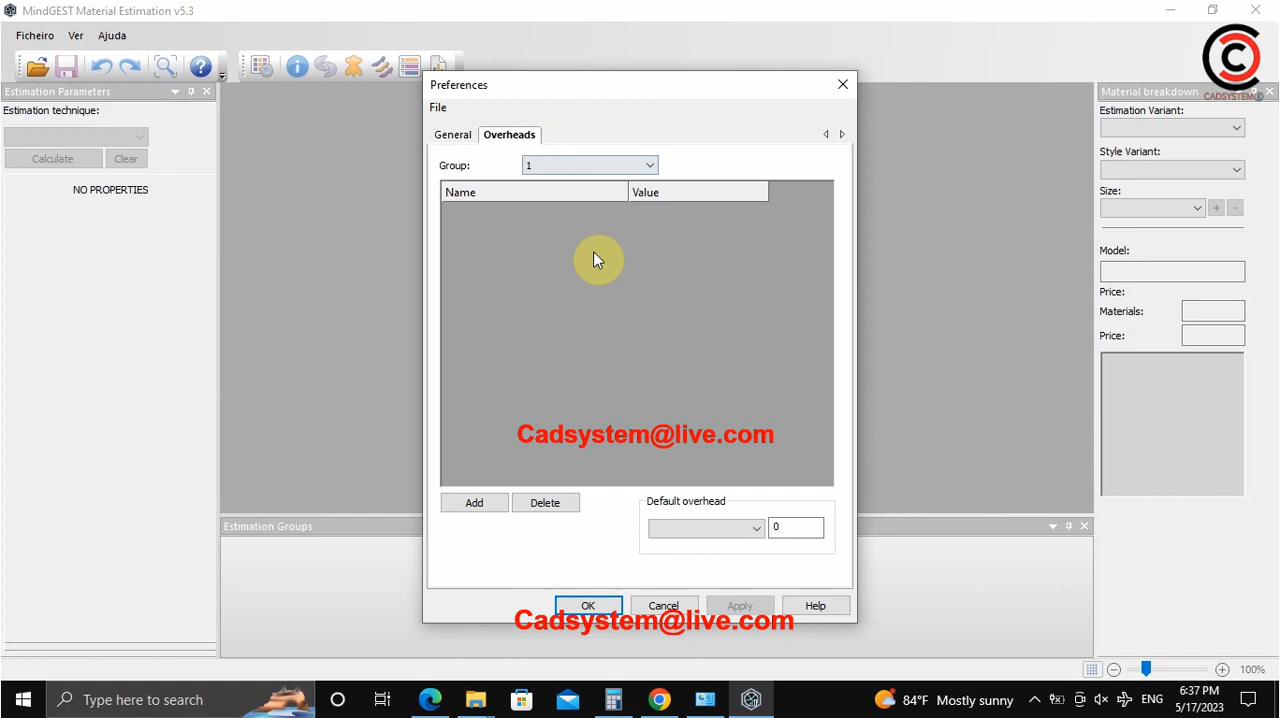 MindGEST Material Estimation v5.3
Ficheiro Ver Ajuda
CADSYSTEM@
Estimation Parameters
Estimation technique:
Calculate Clear
NO PROPERTIES
Preferences
File
General Overheads
Group: 1
Name Value
Cadsystem@live.com
Add Delete
Default overhead
0
OK Cancel Apply Help
Cadsystem@live.com
Material breakdown
Estimation Variant:
Style Variant:
Size:
+ -
Model:
Price:
Materials:
Price:
Estimation Groups
100%
Type here to search
84°F Mostly sunny
ENG
6:37 PM
5/17/2023